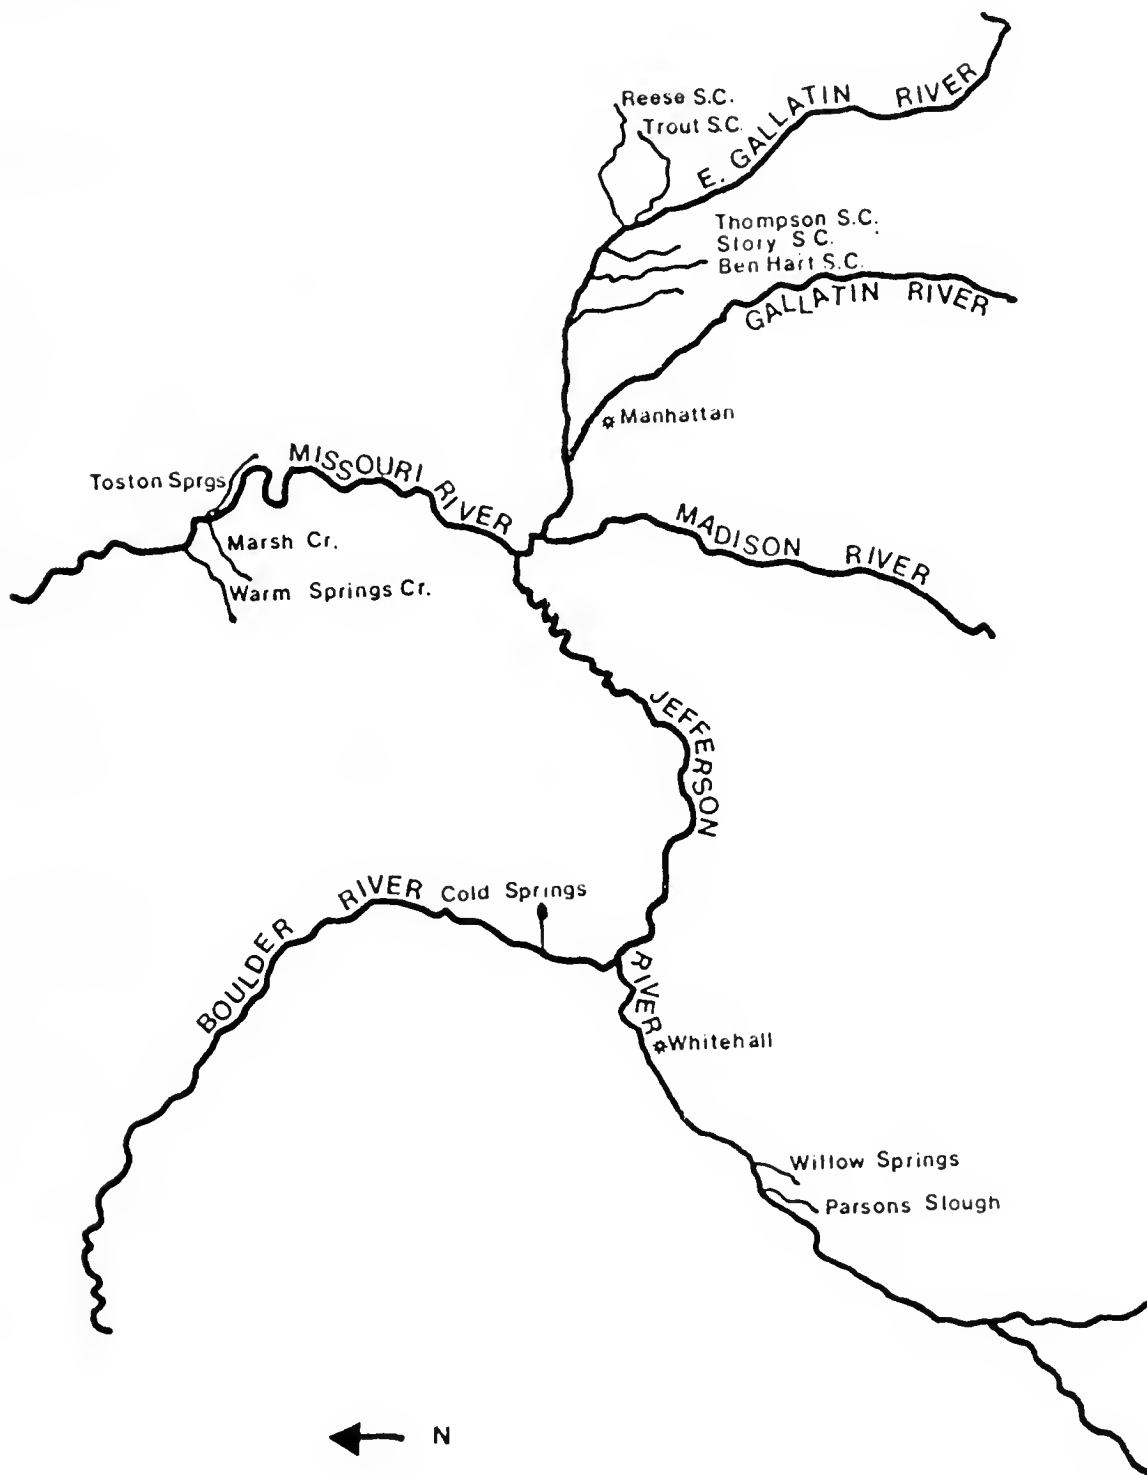 Reese S.C.
Trout S.C.
E. GALLATIN RIVER
Thompson S.C.
Story S C.
Ben Hart S.C.
GALLATIN RIVER
Manhattan
MISSOURI RIVER
Toston Sprgs
Marsh Cr.
Warm Springs Cr.
MADISON RIVER
JEFFERSON RIVER
BOULDER RIVER
Cold Springs
Whitehall
Willow Springs
Parsons Slough
N